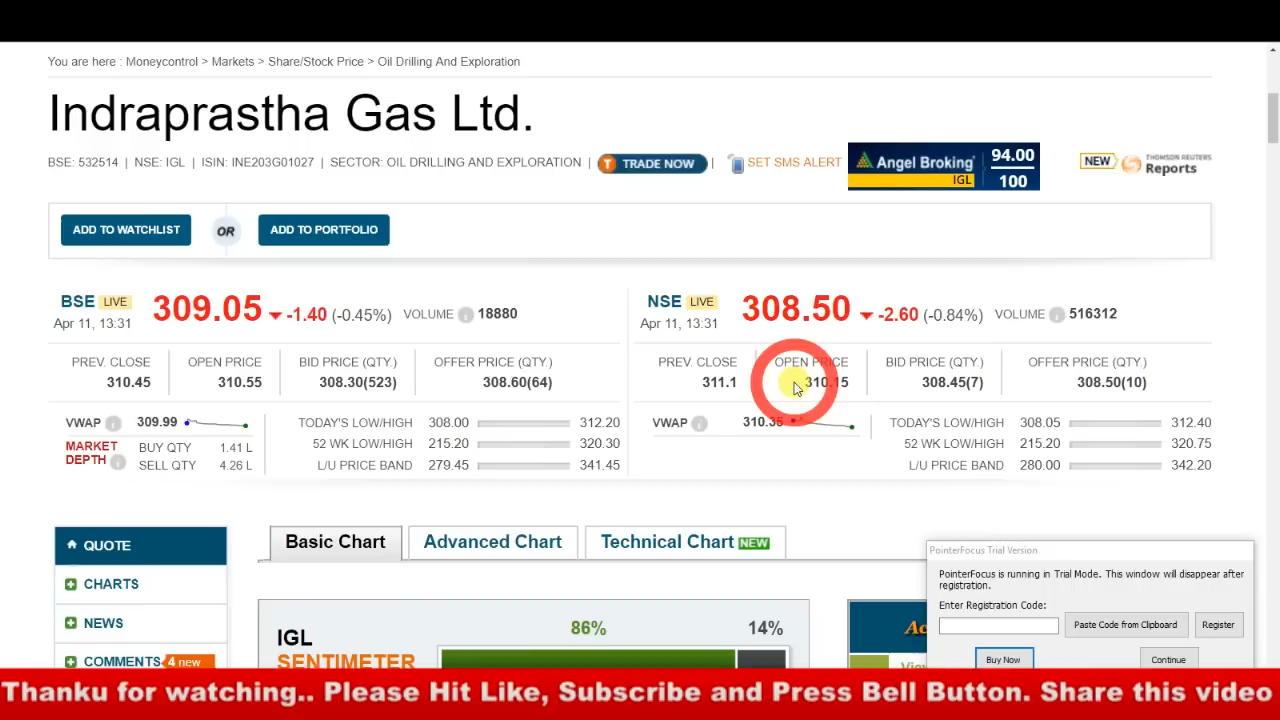 You are here : Moneycontrol > Markets > Share/Stock Price > Oil Drilling And Exploration
Indraprastha Gas Ltd.
BSE: 532514 | NSE: IGL | ISIN: INE203G01027 | SECTOR: OIL DRILLING AND EXPLORATION | T TRADE NOW | SET SMS ALERT
Angel Broking 94.00
IGL 100
NEW THOMSON REUTERS
Reports
ADD TO WATCHLIST OR ADD TO PORTFOLIO
BSE LIVE 309.05 -1.40 (-0.45%) VOLUME 18880
Apr 11, 13:31
PREV. CLOSE OPEN PRICE BID PRICE (QTY.) OFFER PRICE (QTY.)
310.45 310.55 308.30(523) 308.60(64)
VWAP 309.99 TODAY'S LOW/HIGH 308.00 312.20
MARKET DEPTH BUY QTY 1.41 L 52 WK LOW/HIGH 215.20 320.30
SELL QTY 4.26 L L/U PRICE BAND 279.45 341.45
NSE LIVE 308.50 -2.60 (-0.84%) VOLUME 516312
Apr 11, 13:31
PREV. CLOSE OPEN PRICE BID PRICE (QTY.) OFFER PRICE (QTY.)
311.1 310.15 308.45(7) 308.50(10)
VWAP TODAY'S LOW/HIGH 308.05 312.40
52 WK LOW/HIGH 215.20 320.75
L/U PRICE BAND 280.00 342.20
QUOTE
CHARTS
NEWS
COMMENTS 4 new
Basic Chart Advanced Chart Technical Chart NEW
IGL
SENTIMETER
86% 14%
PointerFocus Trial Version
PointerFocus is running in Trial Mode. This window will disappear after
registration.
Enter Registration Code:
Paste Code from Clipboard Register
Buy Now Continue
Thanku for watching.. Please Hit Like, Subscribe and Press Bell Button. Share this video